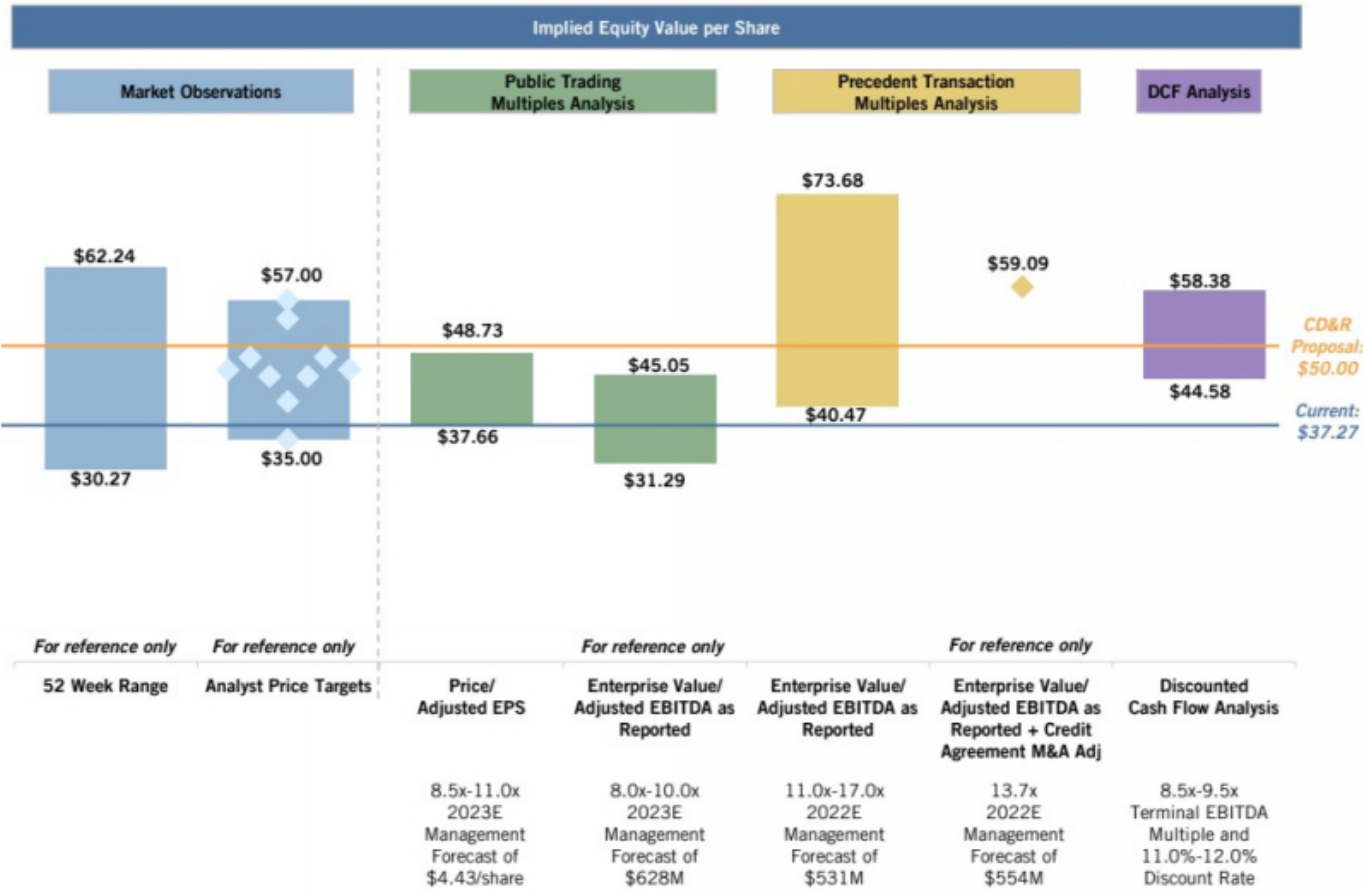 Implied Equity Value per Share
Market Observations
Public Trading
Multiples Analysis
Precedent Transaction
Multiples Analysis
DCF Analysis
$62.24
$30.27
$57.00
$35.00
$48.73
$37.66
$45.05
$31.29
$73.68
$40.47
$59.09
$58.38
$44.58
CD&R
Proposal:
$50.00
Current:
$37.27
For reference only
For reference only
For reference only
For reference only
52 Week Range
Analyst Price Targets
Price/
Adjusted EPS
8.5x-11.0x
2023E
Management
Forecast of
$4.43/share
Enterprise Value/
Adjusted EBITDA as
Reported
8.0x-10.0x
2023E
Management
Forecast of
$628M
Enterprise Value/
Adjusted EBITDA as
Reported
11.0x-17.0x
2022E
Management
Forecast of
$531M
Enterprise Value/
Adjusted EBITDA as
Reported + Credit
Agreement M&A Adj
13.7x
2022E
Management
Forecast of
$554M
Discounted
Cash Flow Analysis
8.5x-9.5x
Terminal EBITDA
Multiple and
11.0%-12.0%
Discount Rate